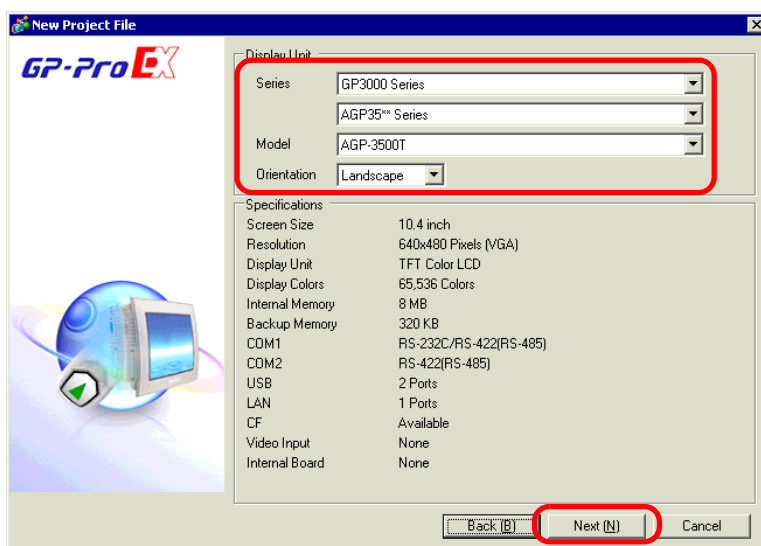 New Project File
GP-Pro EX
Display Unit
Series GP3000 Series
AGP35** Series
Model AGP-3500T
Orientation Landscape
Specifications
Screen Size 10.4 inch
Resolution 640x480 Pixels (VGA)
Display Unit TFT Color LCD
Display Colors 65,536 Colors
Internal Memory 8 MB
Backup Memory 320 KB
COM1 RS-232C/RS-422(RS-485)
COM2 RS-422(RS-485)
USB 2 Ports
LAN 1 Ports
CF Available
Video Input None
Internal Board None
Back (B) Next (N) Cancel